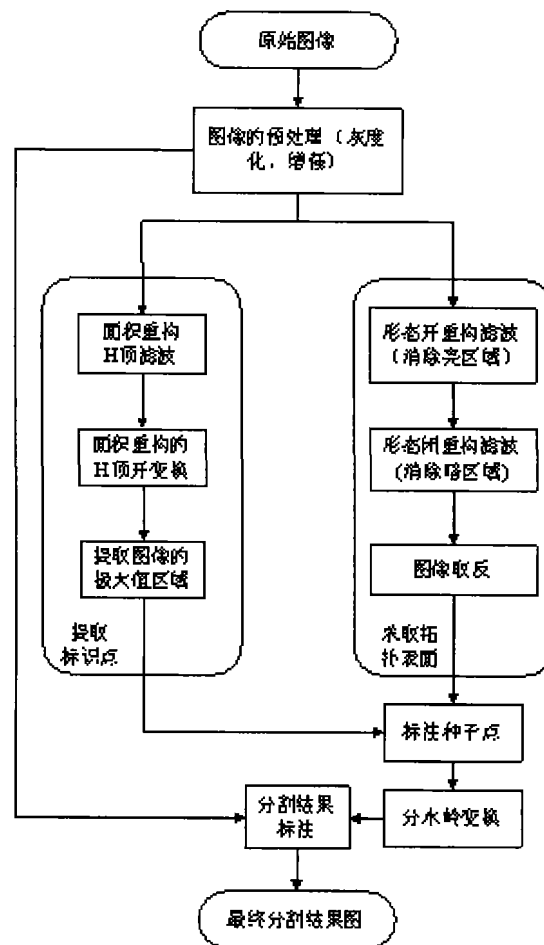 原始图像
图像的预处理（灰度
化，增强）
面积重构
H顶滤波
面积重构的
H顶开变换
提取图像的
极大值区域
提取
标识点
形态开重构滤波
（消除亮区域）
形态闭重构滤波
(消除暗区域)
图像取反
求取拓
扑表面
标注种子点
分水岭变换
分割结果
标注
最终分割结果图